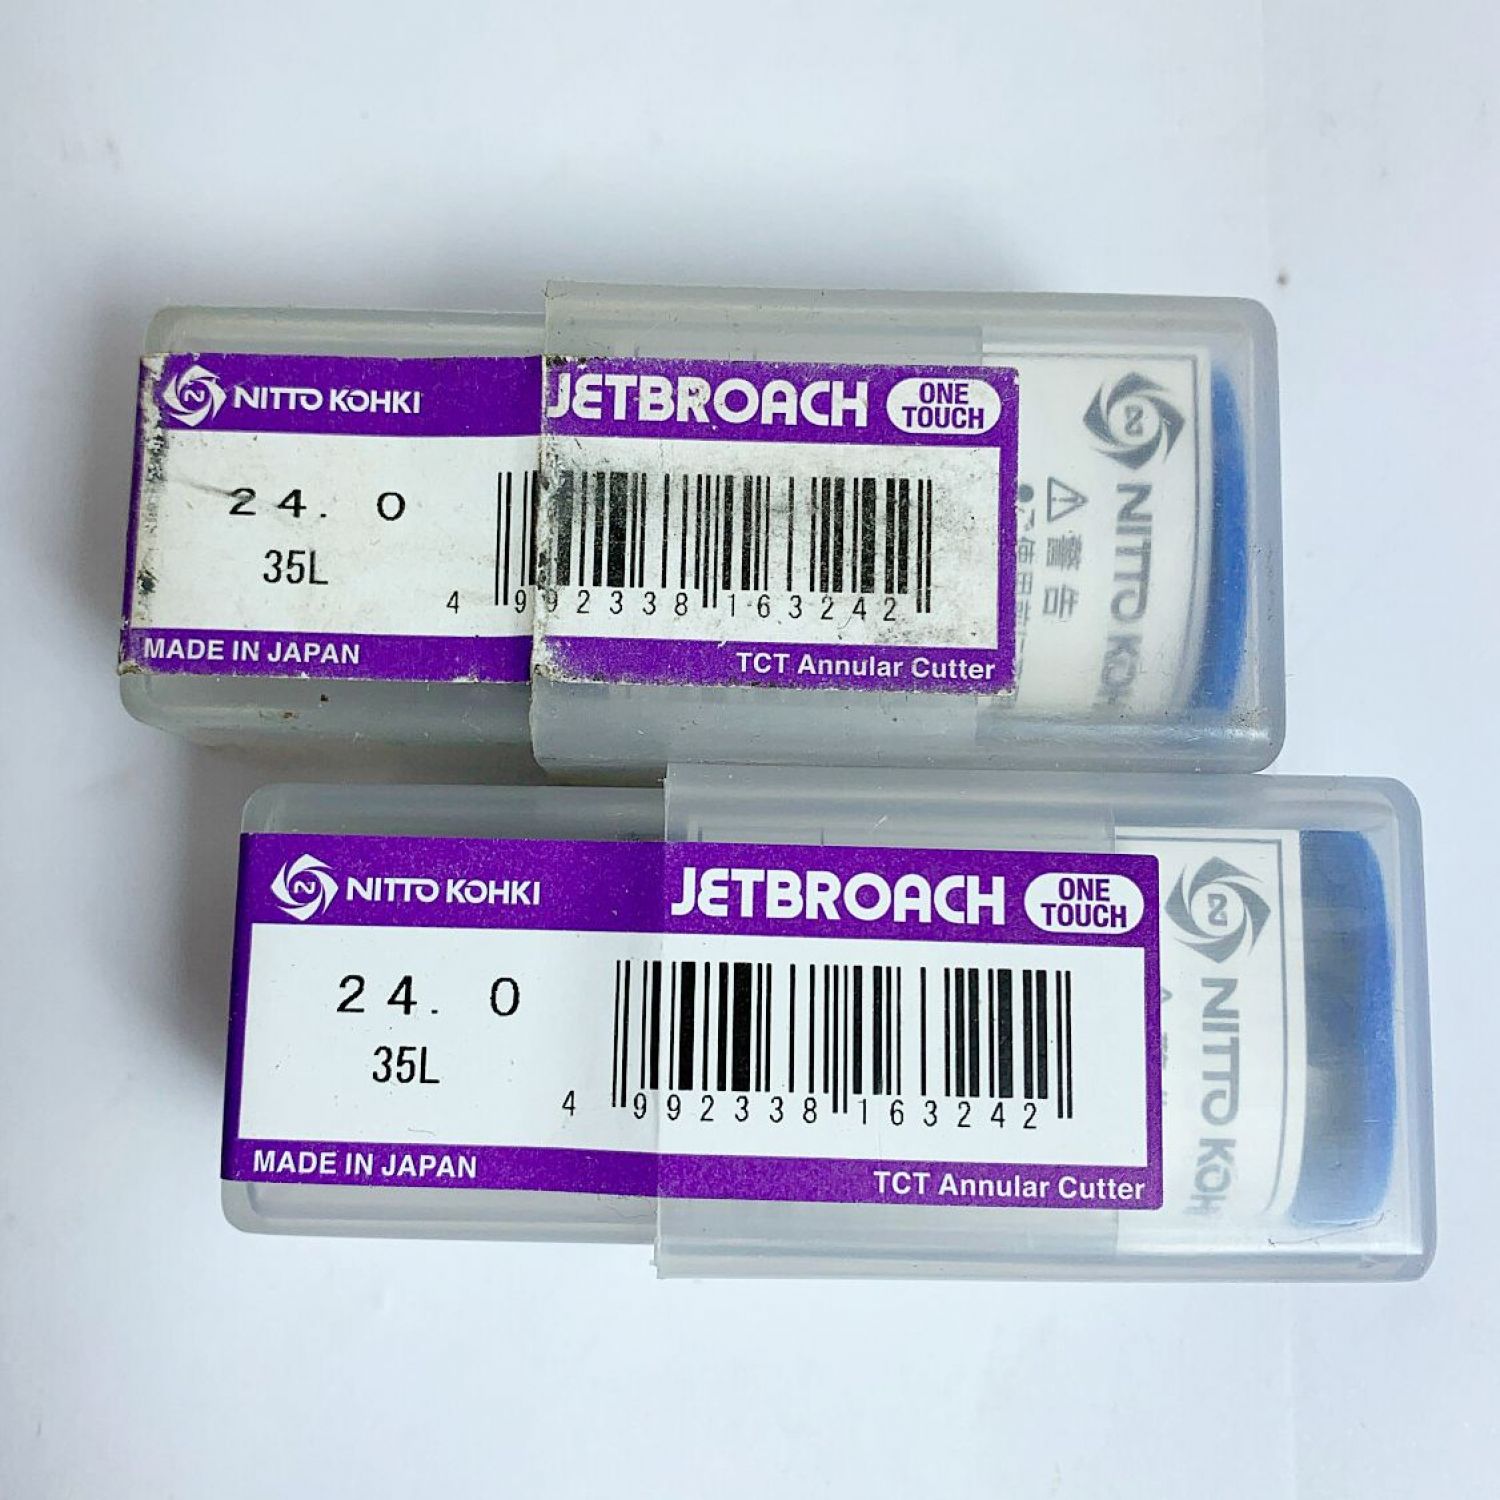 NITTO KOHKI
JETBROACH ONE TOUCH
24.0
35L
4 992338 163242
MADE IN JAPAN
TCT Annular Cutter
NITTO KOH
警告
NITTO KOHKI
JETBROACH ONE TOUCH
24.0
35L
4 992338 163242
MADE IN JAPAN
TCT Annular Cutter
NITTO KOH